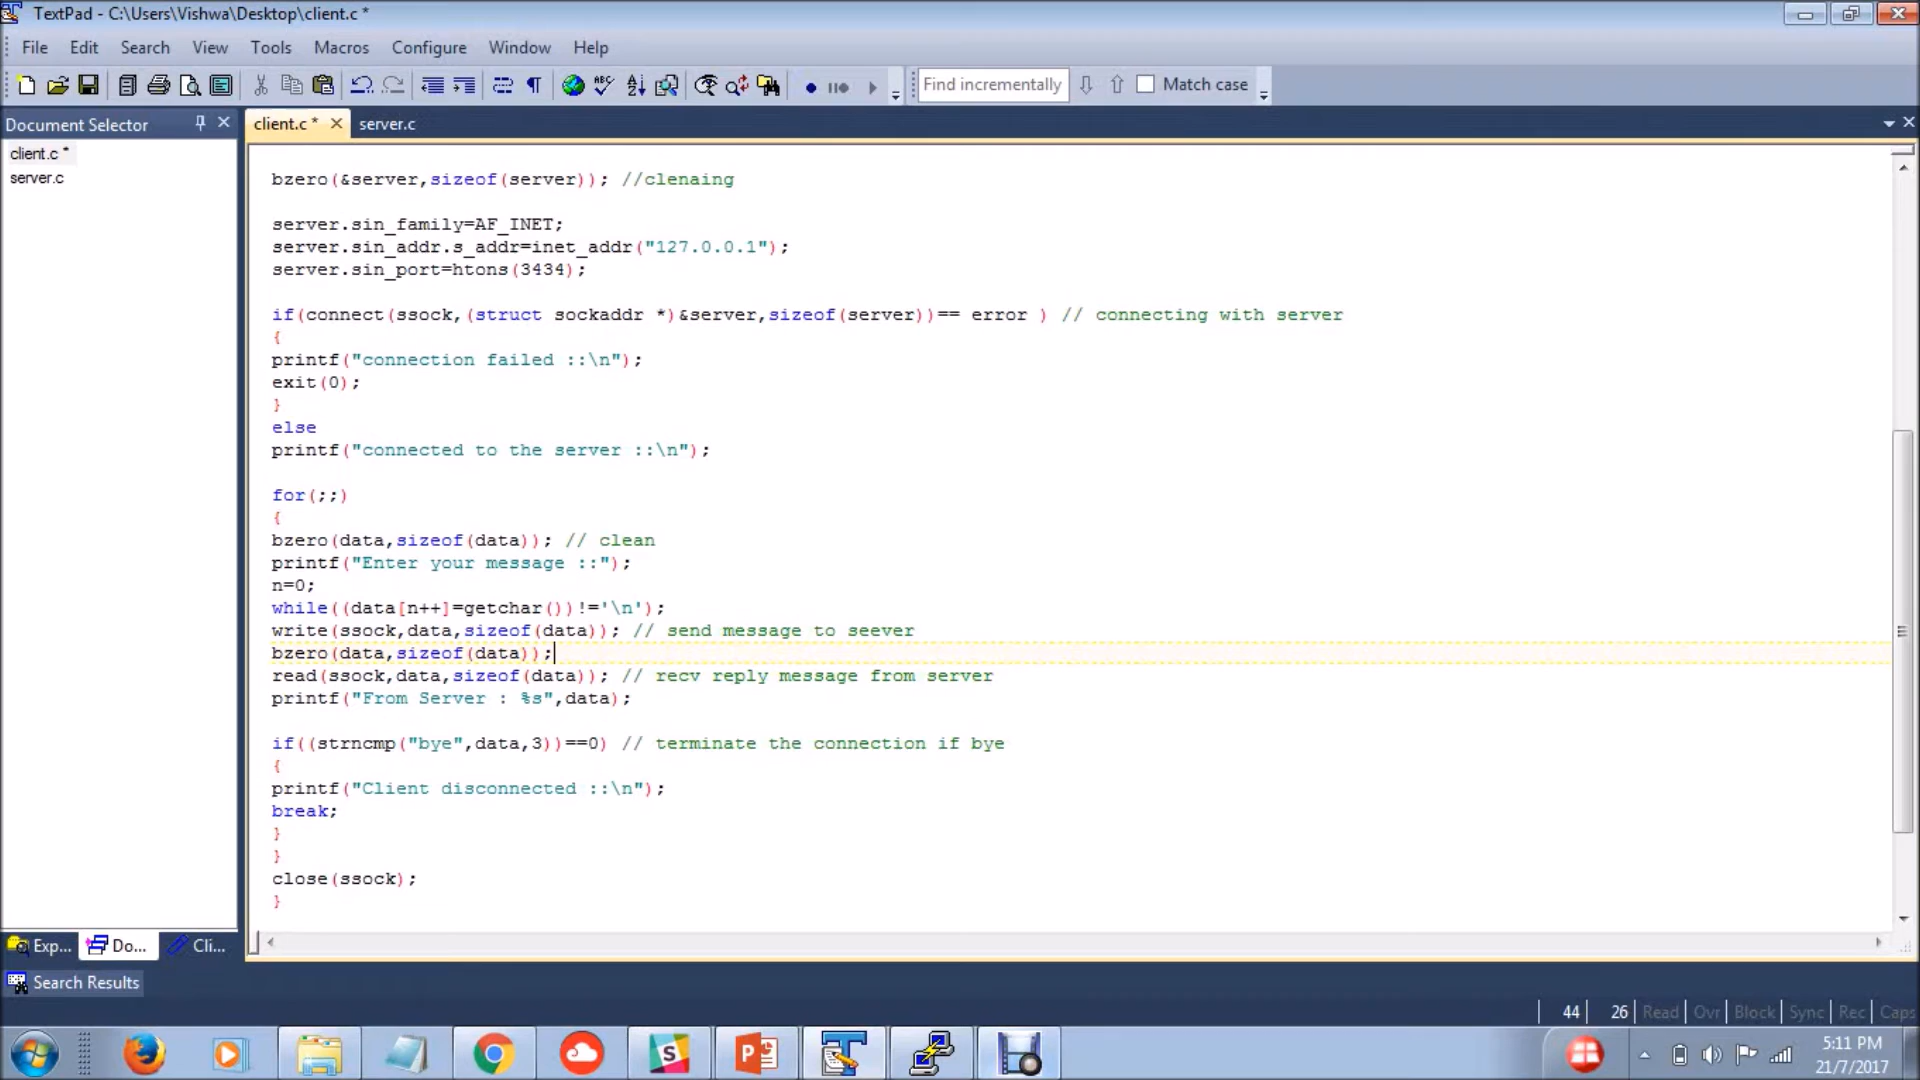 TextPad - C:\Users\Vishwa\Desktop\client.c *
File Edit Search View Tools Macros Configure Window Help
Find incrementally Match case
Document Selector
client.c * server.c
client.c *
server.c
bzero(&server,sizeof(server)); //clenaing
server.sin_family=AF_INET;
server.sin_addr.s_addr=inet_addr("127.0.0.1");
server.sin_port=htons(3434);
if(connect(ssock,(struct sockaddr *)&server,sizeof(server))== error ) // connecting with server
{
printf("connection failed ::\n");
exit(0);
}
else
printf("connected to the server ::\n");
for(;;)
{
bzero(data,sizeof(data)); // clean
printf("Enter your message ::");
n=0;
while((data[n++]=getchar())!='\n');
write(ssock,data,sizeof(data)); // send message to seever
bzero(data,sizeof(data));
read(ssock,data,sizeof(data)); // recv reply message from server
printf("From Server : %s",data);
if((strncmp("bye",data,3))==0) // terminate the connection if bye
{
printf("Client disconnected ::\n");
break;
}
}
close(ssock);
}
Exp... Do... Cli...
Search Results
44 26 Read Ovr Block Sync Rec Caps
5:11 PM
21/7/2017